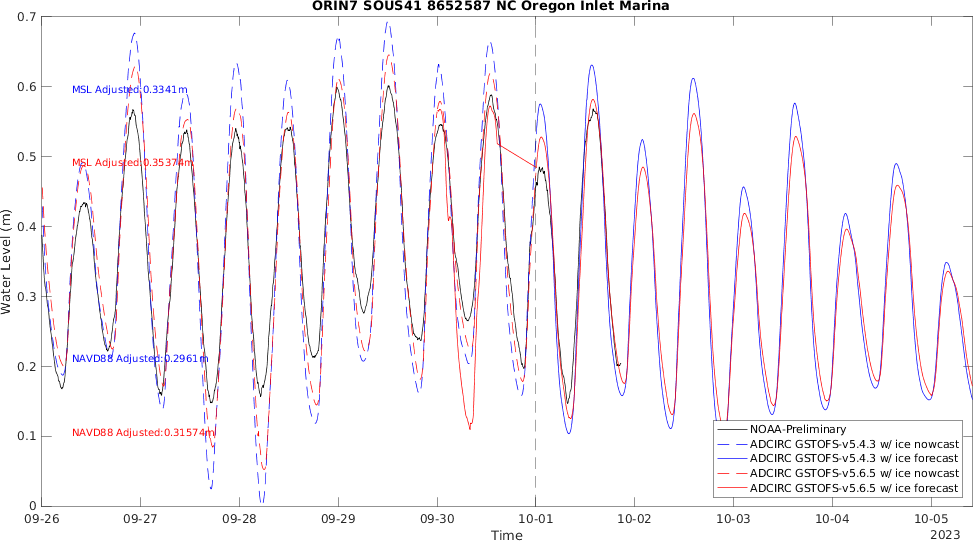 ORIN7 SOUS41 8652587 NC Oregon Inlet Marina
0.7
0.6
0.5
0.4
0.3
0.2
0.1
0
Water Level (m)
MSL Adjusted:0.3341m
MSL Adjusted:0.35374m
NAVD88 Adjusted:0.2961m
NAVD88 Adjusted:0.31574m
NOAA-Preliminary
ADCIRC GSTOFS-v5.4.3 w/ ice nowcast
ADCIRC GSTOFS-v5.4.3 w/ ice forecast
ADCIRC GSTOFS-v5.6.5 w/ ice nowcast
ADCIRC GSTOFS-v5.6.5 w/ ice forecast
09-26 09-27 09-28 09-29 09-30 10-01 10-02 10-03 10-04 10-05
Time
2023